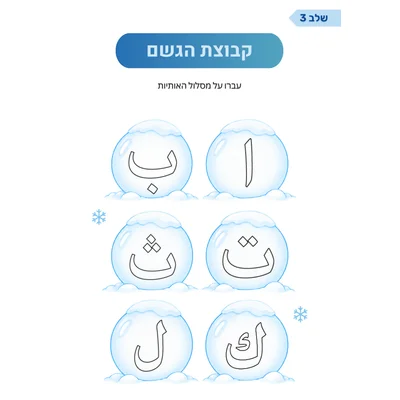 שלב 3
קבוצת הגשם
עברו על מסלול האותיות
ا ب
ت ث
ك ل